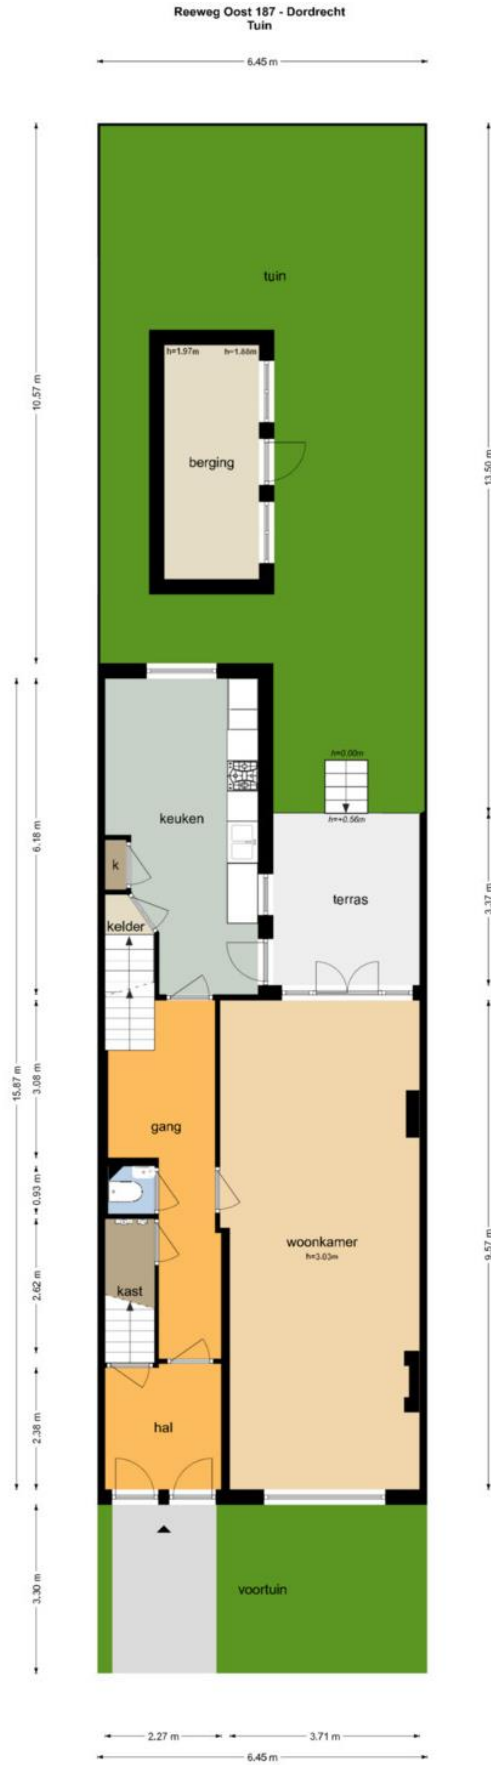 Reeweg Oost 187 - Dordrecht
Tuin
6.45 m
tuin
10.57 m
13.50 m
h=1.97m
h=1.88m
berging
h=0.00m
h=+0.56m
keuken
k
kelder
terras
6.18 m
3.37 m
15.87 m
3.08 m
gang
0.93 m
woonkamer
h=3.03m
9.57 m
2.62 m
kast
2.38 m
hal
3.30 m
voortuin
2.27 m
3.71 m
6.45 m